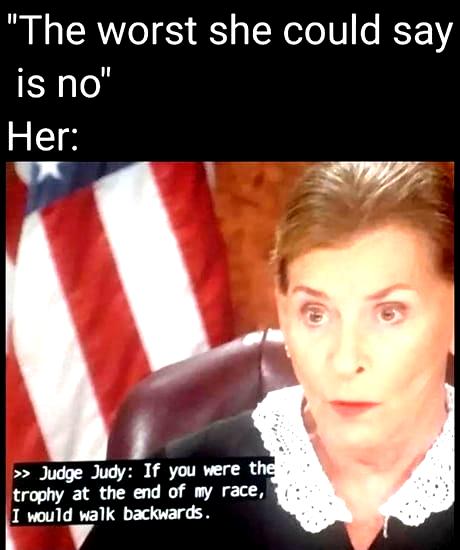 "The worst she could say
is no"
Her:
>> Judge Judy: If you were the
trophy at the end of my race,
I would walk backwards.